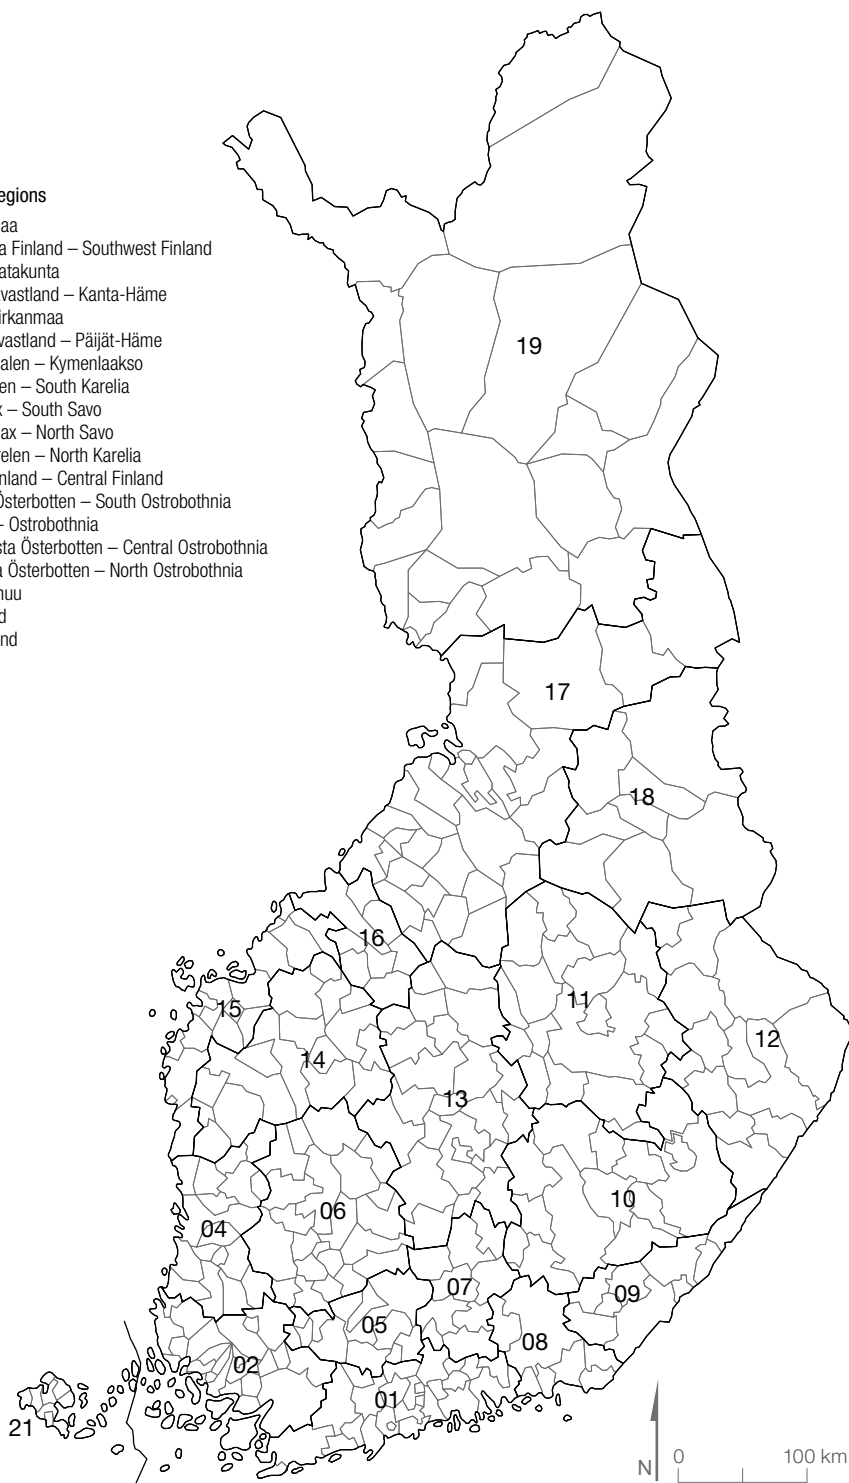 egions
aa
a Finland – Southwest Finland
atakunta
vastland – Kanta-Häme
irkanmaa
vastland – Päijät-Häme
alen – Kymenlaakso
en – South Karelia
x – South Savo
ax – North Savo
elen – North Karelia
nland – Central Finland
Österbotten – South Ostrobothnia
– Ostrobothnia
sta Österbotten – Central Ostrobothnia
a Österbotten – North Ostrobothnia
nuu
d
nd
19
17
18
16
15
11
12
14
13
10
06
04
07
09
05
08
02
01
21
N
0
100 km